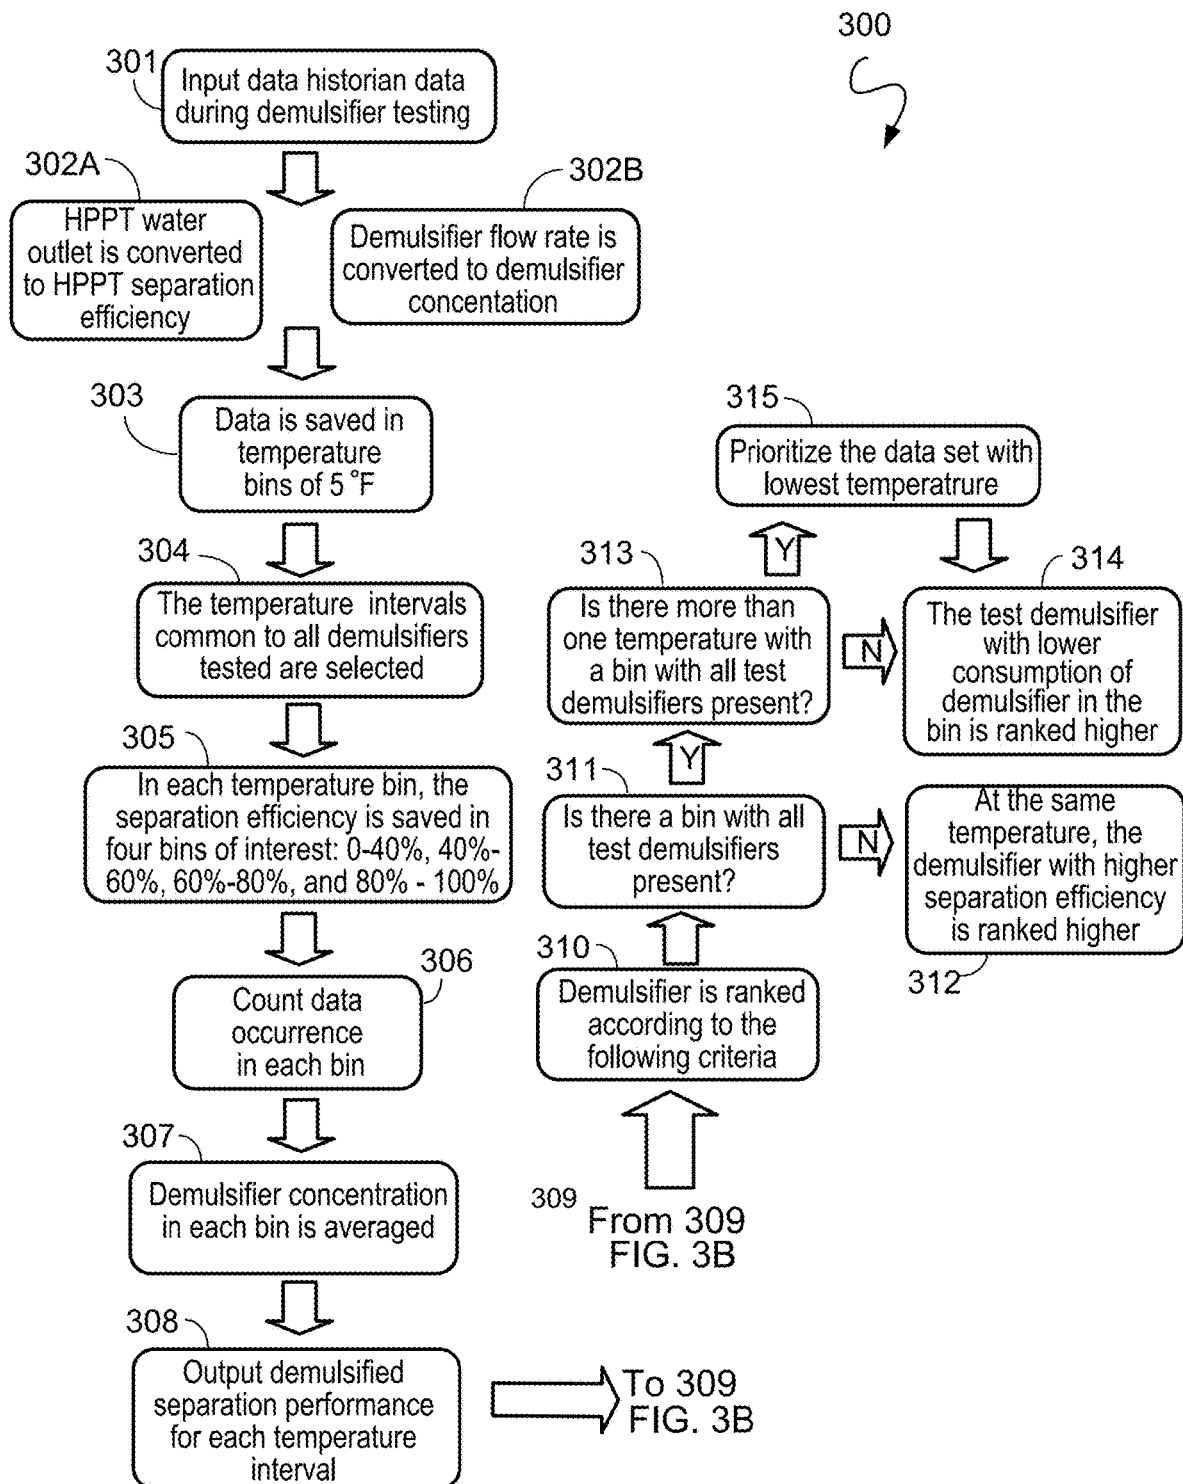 300
301
Input data historian data
during demulsifier testing
302A
HPPT water
outlet is converted
to HPPT separation
efficiency
302B
Demulsifier flow rate is
converted to demulsifier
concentation
303
Data is saved in
temperature
bins of 5 °F
304
The temperature intervals
common to all demulsifiers
tested are selected
305
In each temperature bin, the
separation efficiency is saved in
four bins of interest: 0-40%, 40%-
60%, 60%-80%, and 80% - 100%
306
Count data
occurrence
in each bin
307
Demulsifier concentration
in each bin is averaged
308
Output demulsified
separation performance
for each temperature
interval
To 309
FIG. 3B
309
From 309
FIG. 3B
310
Demulsifier is ranked
according to the
following criteria
311
Is there a bin with all
test demulsifiers
present?
N
At the same
temperature, the
demulsifier with higher
separation efficiency
is ranked higher
312
Y
313
Is there more than
one temperature with
a bin with all test
demulsifiers present?
N
314
The test demulsifier
with lower
consumption of
demulsifier in the
bin is ranked higher
Y
315
Prioritize the data set with
lowest temperatrure